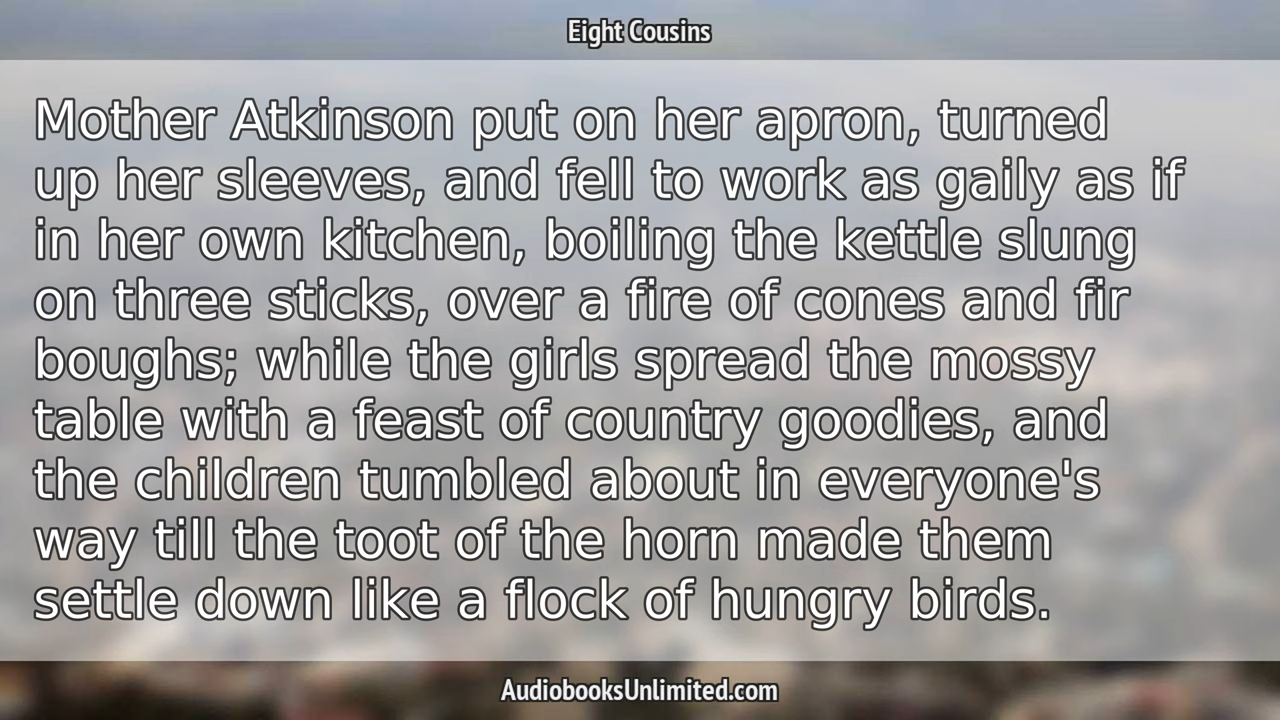 Eight Cousins
Mother Atkinson put on her apron, turned
up her sleeves, and fell to work as gaily as if
in her own kitchen, boiling the kettle slung
on three sticks, over a fire of cones and fir
boughs; while the girls spread the mossy
table with a feast of country goodies, and
the children tumbled about in everyone's
way till the toot of the horn made them
settle down like a flock of hungry birds.
AudiobooksUnlimited.com